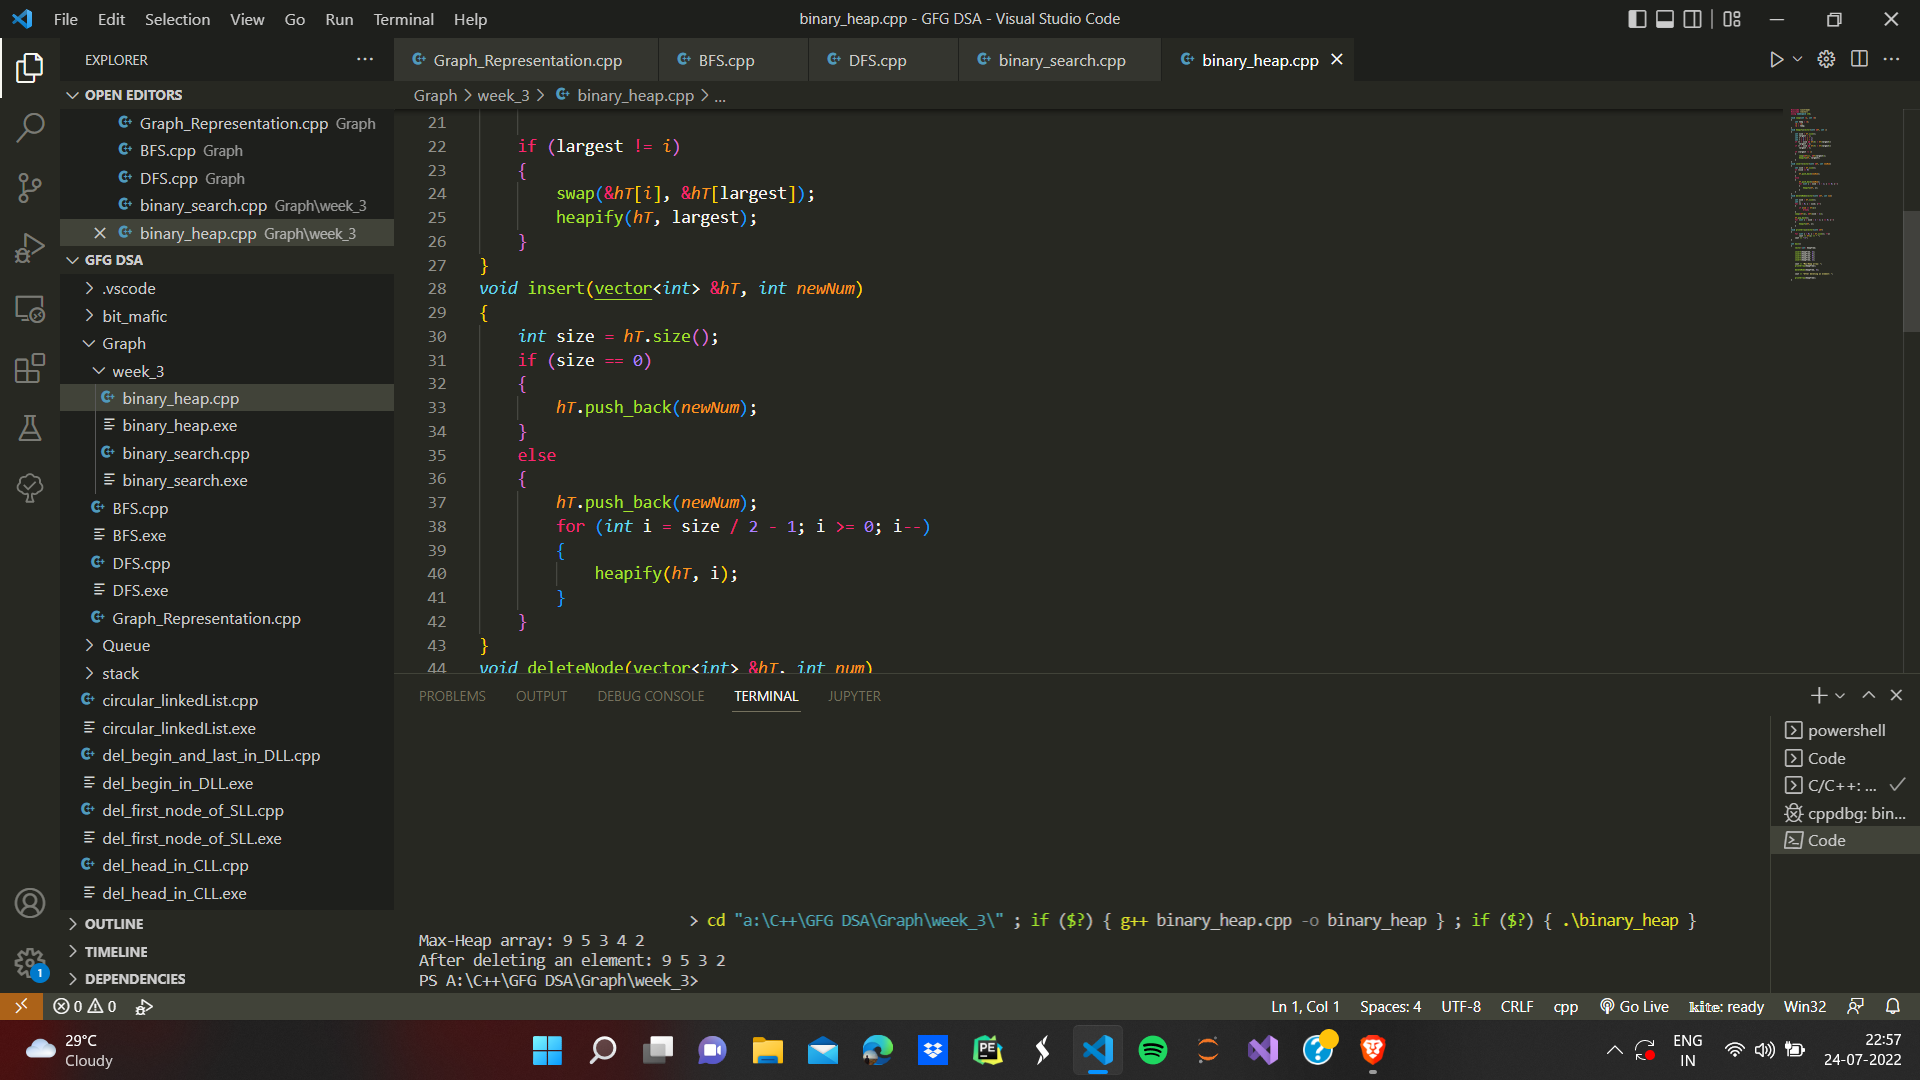 File Edit Selection View Go Run Terminal Help
binary_heap.cpp - GFG DSA - Visual Studio Code
EXPLORER
Graph_Representation.cpp
BFS.cpp
DFS.cpp
binary_search.cpp
binary_heap.cpp
OPEN EDITORS
Graph_Representation.cpp Graph
BFS.cpp Graph
DFS.cpp Graph
binary_search.cpp Graph\week_3
binary_heap.cpp Graph\week_3
GFG DSA
.vscode
bit_mafic
Graph
week_3
binary_heap.cpp
binary_heap.exe
binary_search.cpp
binary_search.exe
BFS.cpp
BFS.exe
DFS.cpp
DFS.exe
Graph_Representation.cpp
Queue
stack
circular_linkedList.cpp
circular_linkedList.exe
del_begin_and_last_in_DLL.cpp
del_begin_in_DLL.exe
del_first_node_of_SLL.cpp
del_first_node_of_SLL.exe
del_head_in_CLL.cpp
del_head_in_CLL.exe
OUTLINE
TIMELINE
DEPENDENCIES
Graph > week_3 > binary_heap.cpp > ...
21
22 if (largest != i)
23 {
24 swap(&hT[i], &hT[largest]);
25 heapify(hT, largest);
26 }
27 }
28 void insert(vector<int> &hT, int newNum)
29 {
30 int size = hT.size();
31 if (size == 0)
32 {
33 hT.push_back(newNum);
34 }
35 else
36 {
37 hT.push_back(newNum);
38 for (int i = size / 2 - 1; i >= 0; i--)
39 {
40 heapify(hT, i);
41 }
42 }
43 }
44 void deleteNode(vector<int> &hT, int num)
PROBLEMS OUTPUT DEBUG CONSOLE TERMINAL JUPYTER
> cd "a:\C++\GFG DSA\Graph\week_3\" ; if ($?) { g++ binary_heap.cpp -o binary_heap } ; if ($?) { .\binary_heap }
Max-Heap array: 9 5 3 4 2
After deleting an element: 9 5 3 2
PS A:\C++\GFG DSA\Graph\week_3>
powershell
Code
C/C++: ...
cppdbg: bin...
Code
1
0 0
Ln 1, Col 1 Spaces: 4 UTF-8 CRLF cpp Go Live kite: ready Win32
29°C
Cloudy
PE
ENG
IN
22:57
24-07-2022